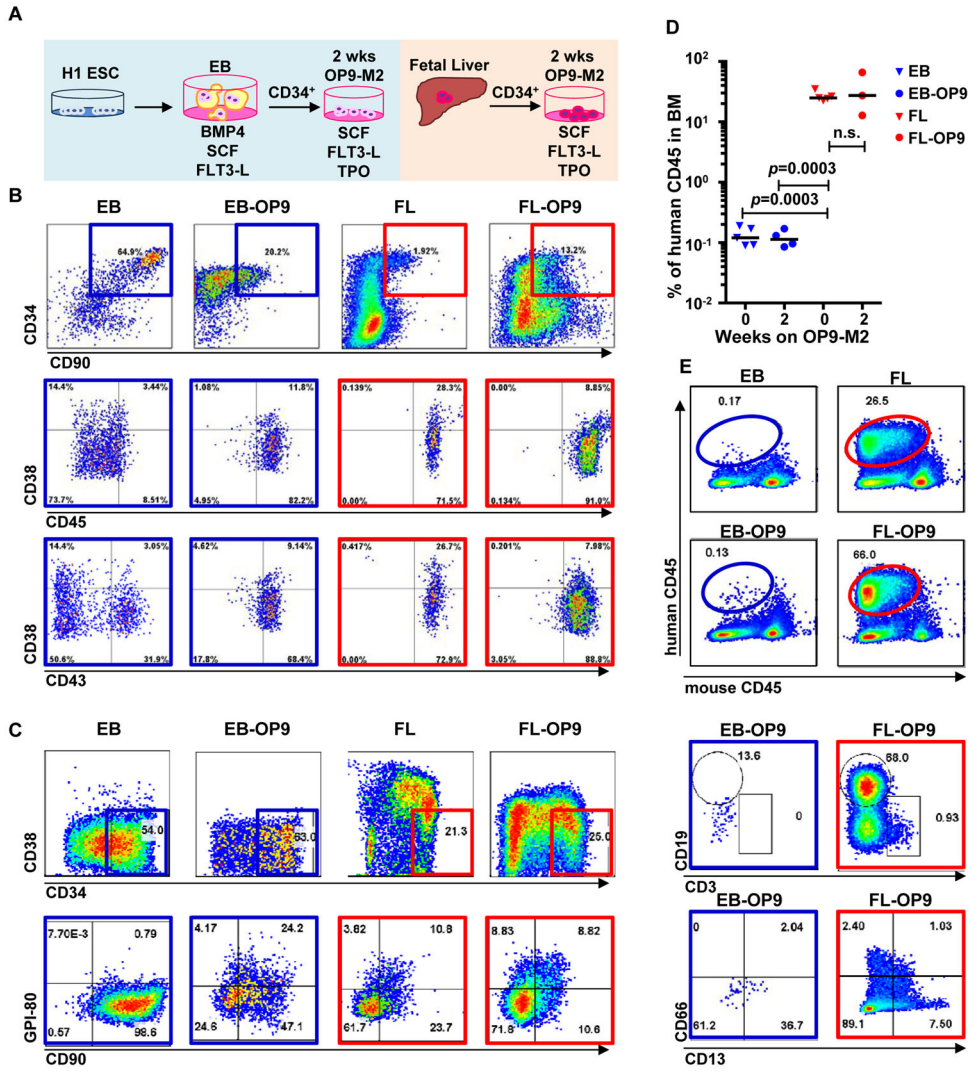 A
H1 ESC
EB
BMP4
SCF
FLT3-L
CD34+
2 wks
OP9-M2
SCF
FLT3-L
TPO
Fetal Liver
CD34+
2 wks
OP9-M2
SCF
FLT3-L
TPO
B
EB EB-OP9 FL FL-OP9
CD34
64.9% 20.2% 1.92% 13.2%
CD90
CD38
14.4% 3.44% 1.08% 11.8% 0.139% 28.3% 0.00% 8.85%
73.7% 8.51% 4.95% 82.2% 0.00% 71.5% 0.134% 91.0%
CD45
CD38
14.4% 3.05% 4.62% 9.14% 0.417% 26.7% 0.201% 7.98%
50.6% 31.9% 17.8% 68.4% 0.00% 72.9% 3.05% 88.8%
CD43
C
EB EB-OP9 FL FL-OP9
CD38
54.0 63.0 21.3 25.0
CD34
GPI-80
7.70E-3 0.79 4.17 24.2 3.82 10.8 8.83 8.82
0.57 98.6 24.6 47.1 61.7 23.7 71.8 10.6
CD90
D
% of human CD45 in BM
102
101
100
10-1
10-2
n.s.
p=0.0003
p=0.0003
0 2 0 2
Weeks on OP9-M2
EB
EB-OP9
FL
FL-OP9
E
EB FL
0.17 26.5
EB-OP9 FL-OP9
0.13 66.0
human CD45
mouse CD45
EB-OP9 FL-OP9
CD19
13.6 68.0
0 0.93
CD3
EB-OP9 FL-OP9
CD66
0 2.04 2.40 1.03
61.2 36.7 89.1 7.50
CD13